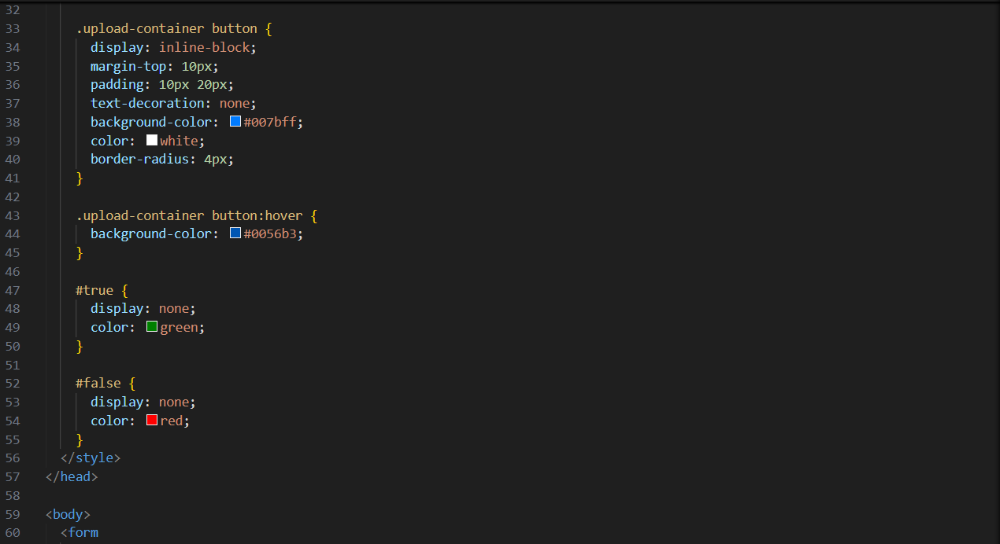 32
33 .upload-container button {
34 display: inline-block;
35 margin-top: 10px;
36 padding: 10px 20px;
37 text-decoration: none;
38 background-color: #007bff;
39 color: white;
40 border-radius: 4px;
41 }
42
43 .upload-container button:hover {
44 background-color: #0056b3;
45 }
46
47 #true {
48 display: none;
49 color: green;
50 }
51
52 #false {
53 display: none;
54 color: red;
55 }
56 </style>
57 </head>
58
59 <body>
60 <form